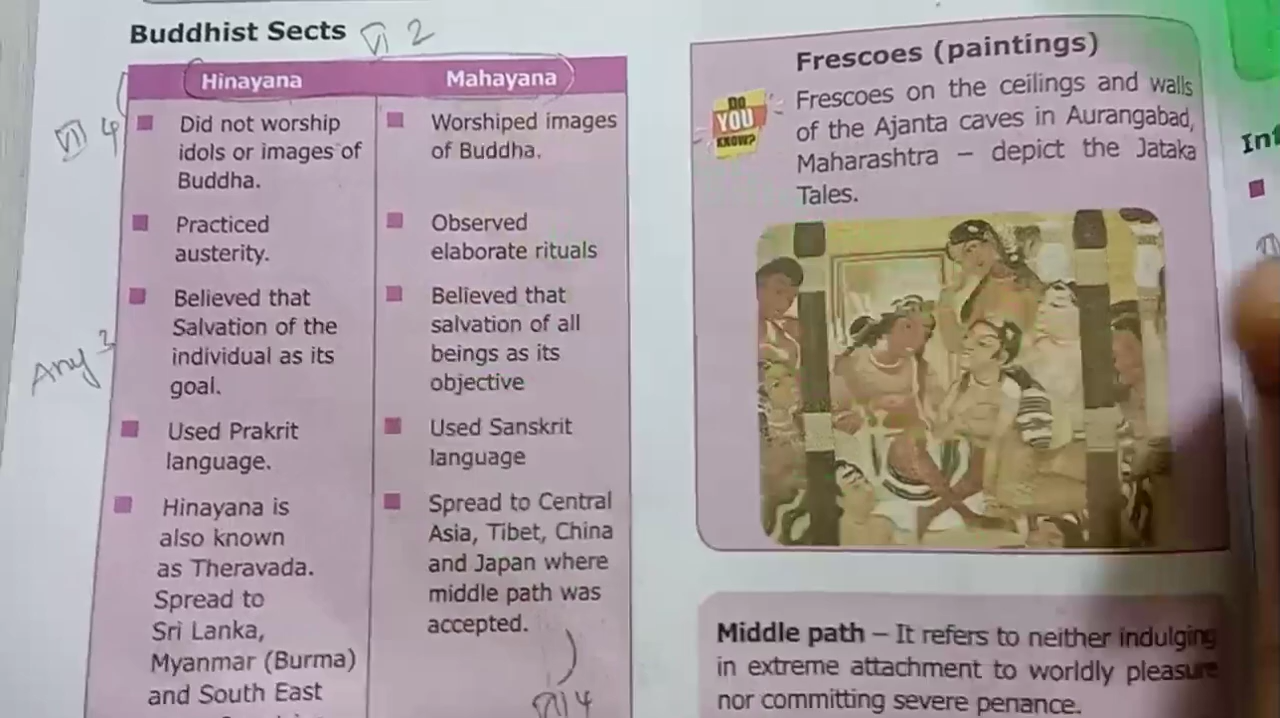 Buddhist Sects VI 2
Hinayana
Mahayana
VII 4
Did not worship
idols or images of
Buddha.
Worshiped images
of Buddha.
Practiced
austerity.
Observed
elaborate rituals
Any 3
Believed that
Salvation of the
individual as its
goal.
Believed that
salvation of all
beings as its
objective
Used Prakrit
language.
Used Sanskrit
language
Hinayana is
also known
as Theravada.
Spread to
Sri Lanka,
Myanmar (Burma)
and South East
Spread to Central
Asia, Tibet, China
and Japan where
middle path was
accepted.
VII 4
Frescoes (paintings)
DO
YOU
KNOW?
Frescoes on the ceilings and walls
of the Ajanta caves in Aurangabad,
Maharashtra – depict the Jataka
Tales.
Middle path – It refers to neither indulging
in extreme attachment to worldly pleasure
nor committing severe penance.